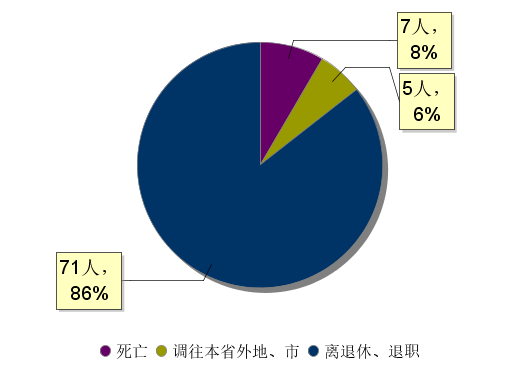 7人，
8%
5人，
6%
71人，
86%
死亡 调往本省外地、市 离退休、退职